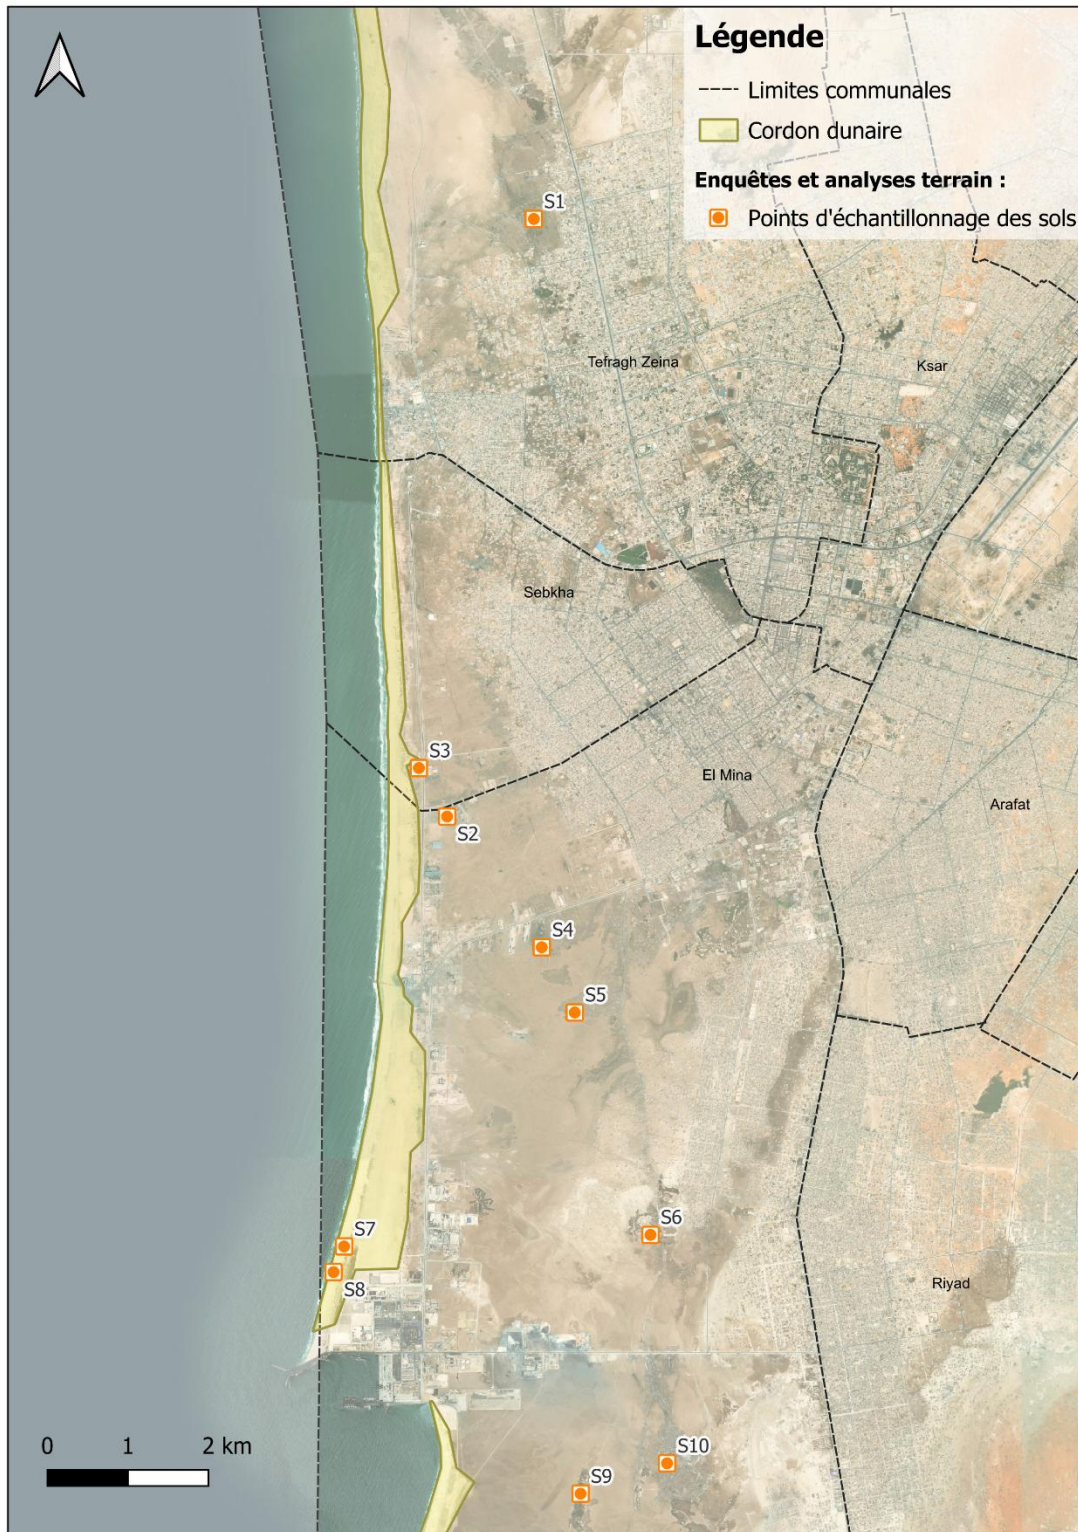 Légende
Limites communales
Cordon dunaire
Enquêtes et analyses terrain :
Points d'échantillonnage des sols
S1
Tefragh Zeina
Ksar
Sebkha
S3
El Mina
Arafat
S2
S4
S5
S6
S7
S8
Riyad
0 1 2 km
S10
S9